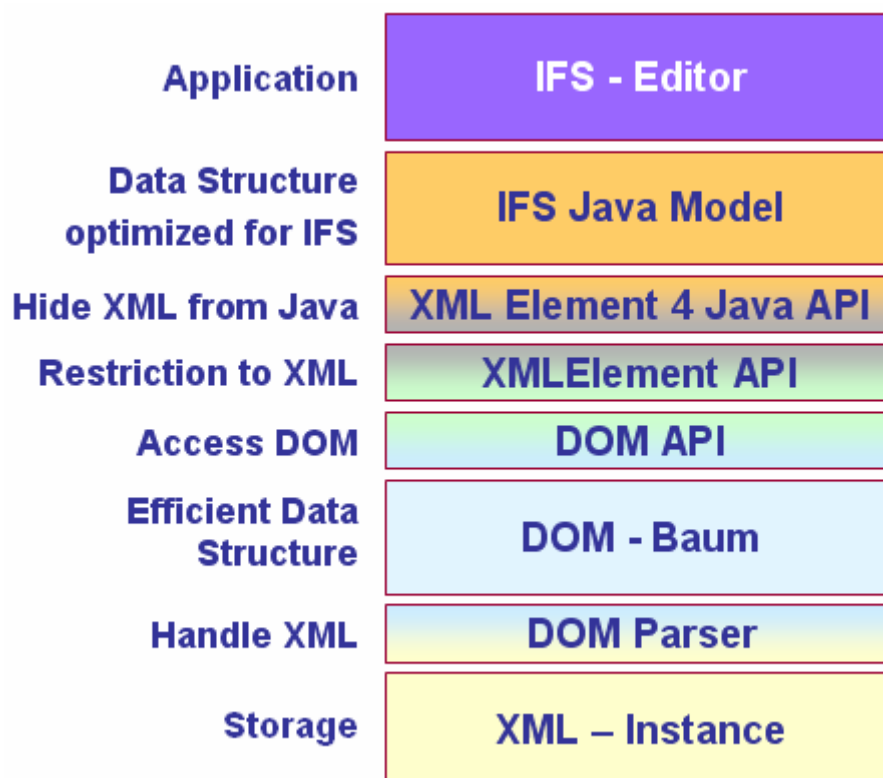 Application
IFS - Editor
Data Structure
optimized for IFS
IFS Java Model
Hide XML from Java
XML Element 4 Java API
Restriction to XML
XMLElement API
Access DOM
DOM API
Efficient Data
Structure
DOM - Baum
Handle XML
DOM Parser
Storage
XML – Instance